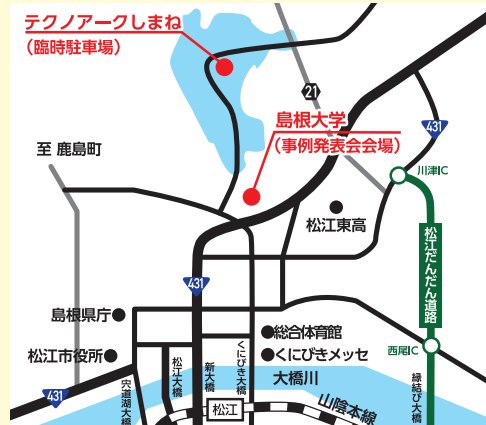 テクノアークしまね
（臨時駐車場）
21
島根大学
（事例発表会会場）
431
至 鹿島町
川津IC
松江東高
松江だんだん道路
431
島根県庁
総合体育館
松江市役所
くにびきメッセ
西尾IC
大橋川
431
宍道湖大橋
松江大橋
新大橋
くにびき大橋
縁結び大橋
松江
山陰本線